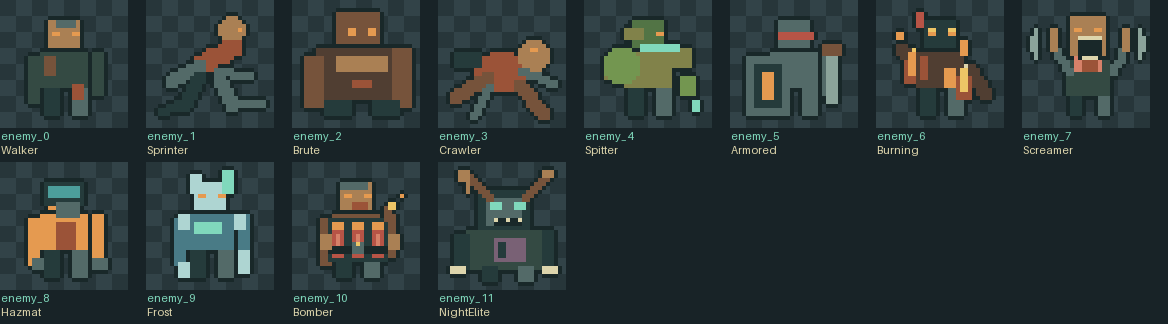 enemy_0 enemy_1 enemy_2 enemy_3 enemy_4 enemy_5 enemy_6 enemy_7
Walker Sprinter Brute Crawler Spitter Armored Burning Screamer
enemy_8 enemy_9 enemy_10 enemy_11
Hazmat Frost Bomber NightElite